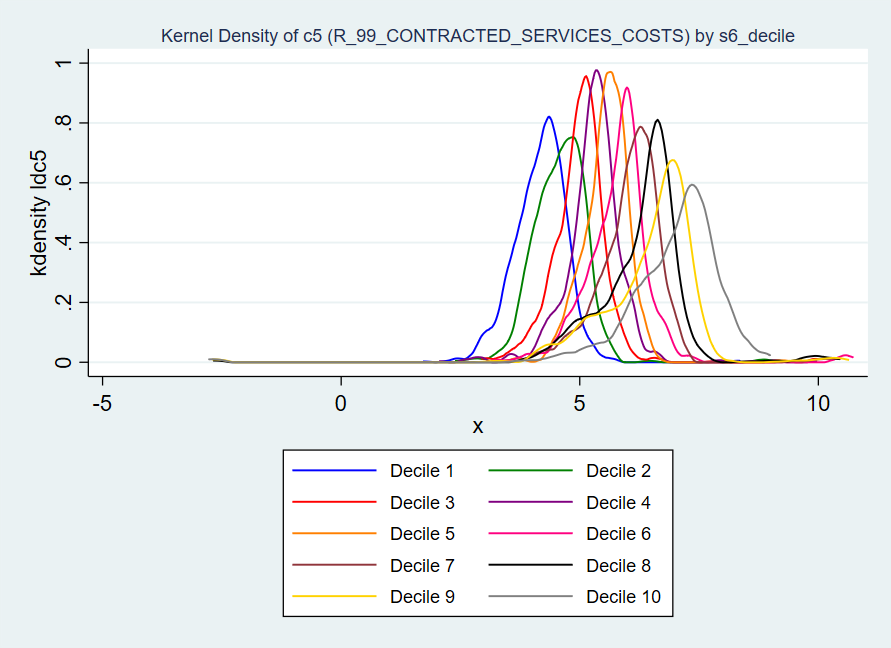 Kernel Density of c5 (R_99_CONTRACTED_SERVICES_COSTS) by s6_decile
kdensity ldc5
1
.8
.6
.4
.2
0
-5 0 5 10
x
Decile 1 Decile 2
Decile 3 Decile 4
Decile 5 Decile 6
Decile 7 Decile 8
Decile 9 Decile 10